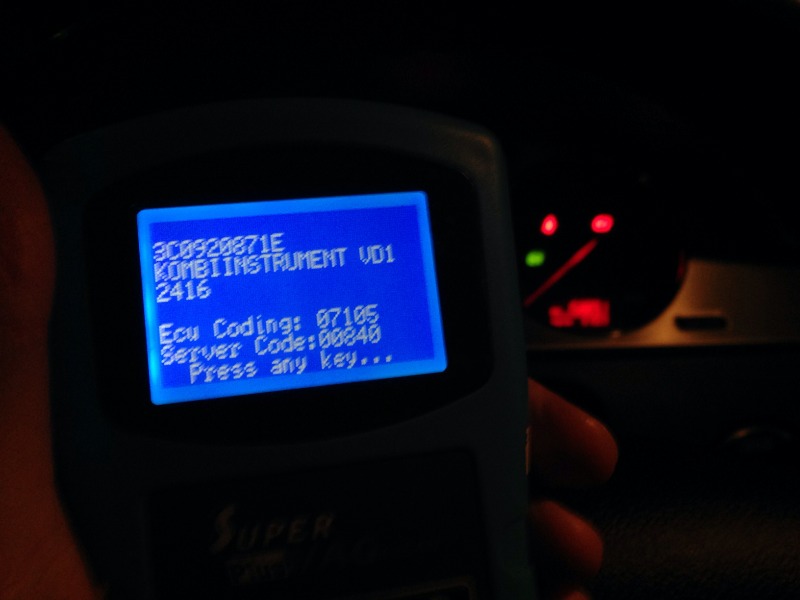 3C0920871E
KOMBIINSTRUMENT VD1
2416
Ecu Coding: 07105
Server Code:00840
Press any key...
SUPER